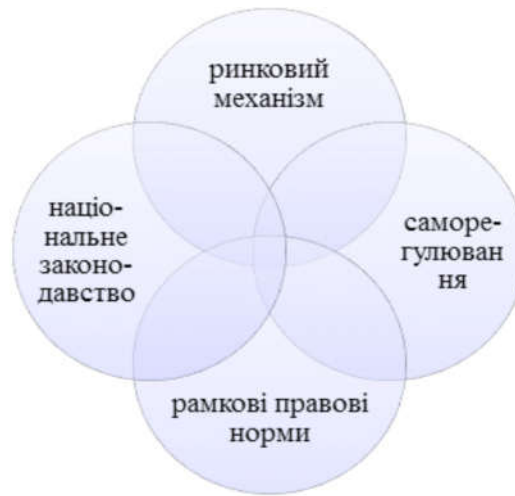 ринковий
механізм
націо-
нальне
законо-
давство
саморе-
гулюван
ня
рамкові правові
норми